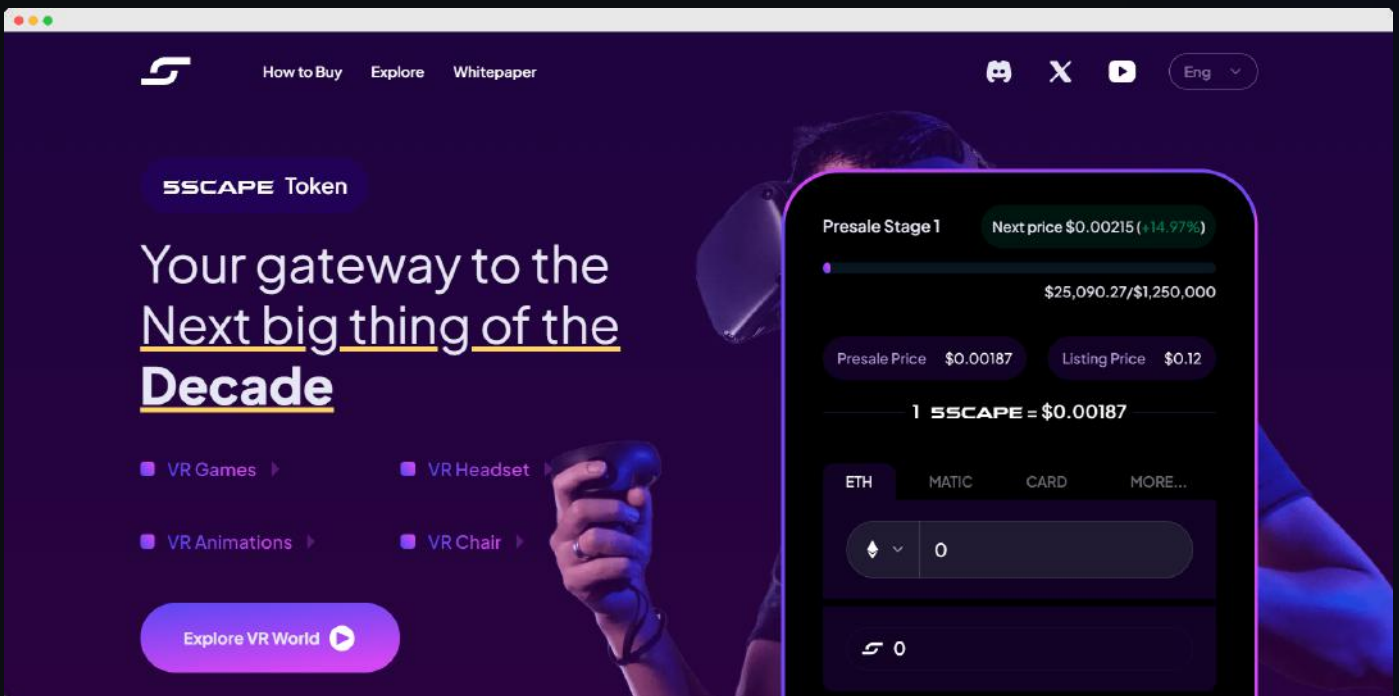 How to Buy Explore Whitepaper
Eng
5SCAPE Token
Your gateway to the
Next big thing of the
Decade
VR Games
VR Headset
VR Animations
VR Chair
Explore VR World
Presale Stage 1
Next price $0.00215 (+14.97%)
$25,090.27/$1,250,000
Presale Price $0.00187
Listing Price $0.12
1 5SCAPE = $0.00187
ETH MATIC CARD MORE...
0
0